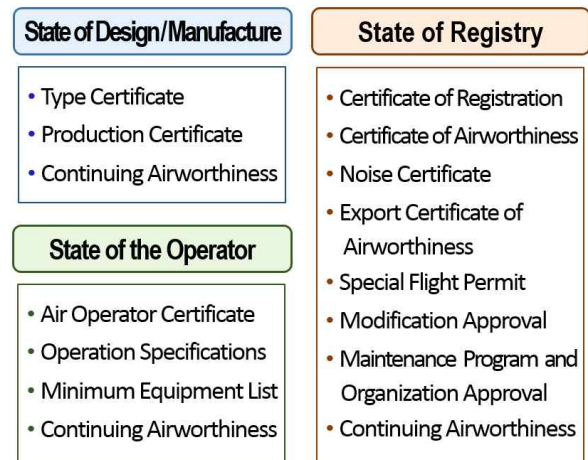 State of Design/Manufacture
• Type Certificate
• Production Certificate
• Continuing Airworthiness
State of the Operator
• Air Operator Certificate
• Operation Specifications
• Minimum Equipment List
• Continuing Airworthiness
State of Registry
• Certificate of Registration
• Certificate of Airworthiness
• Noise Certificate
• Export Certificate of
Airworthiness
• Special Flight Permit
• Modification Approval
• Maintenance Program and
Organization Approval
• Continuing Airworthiness